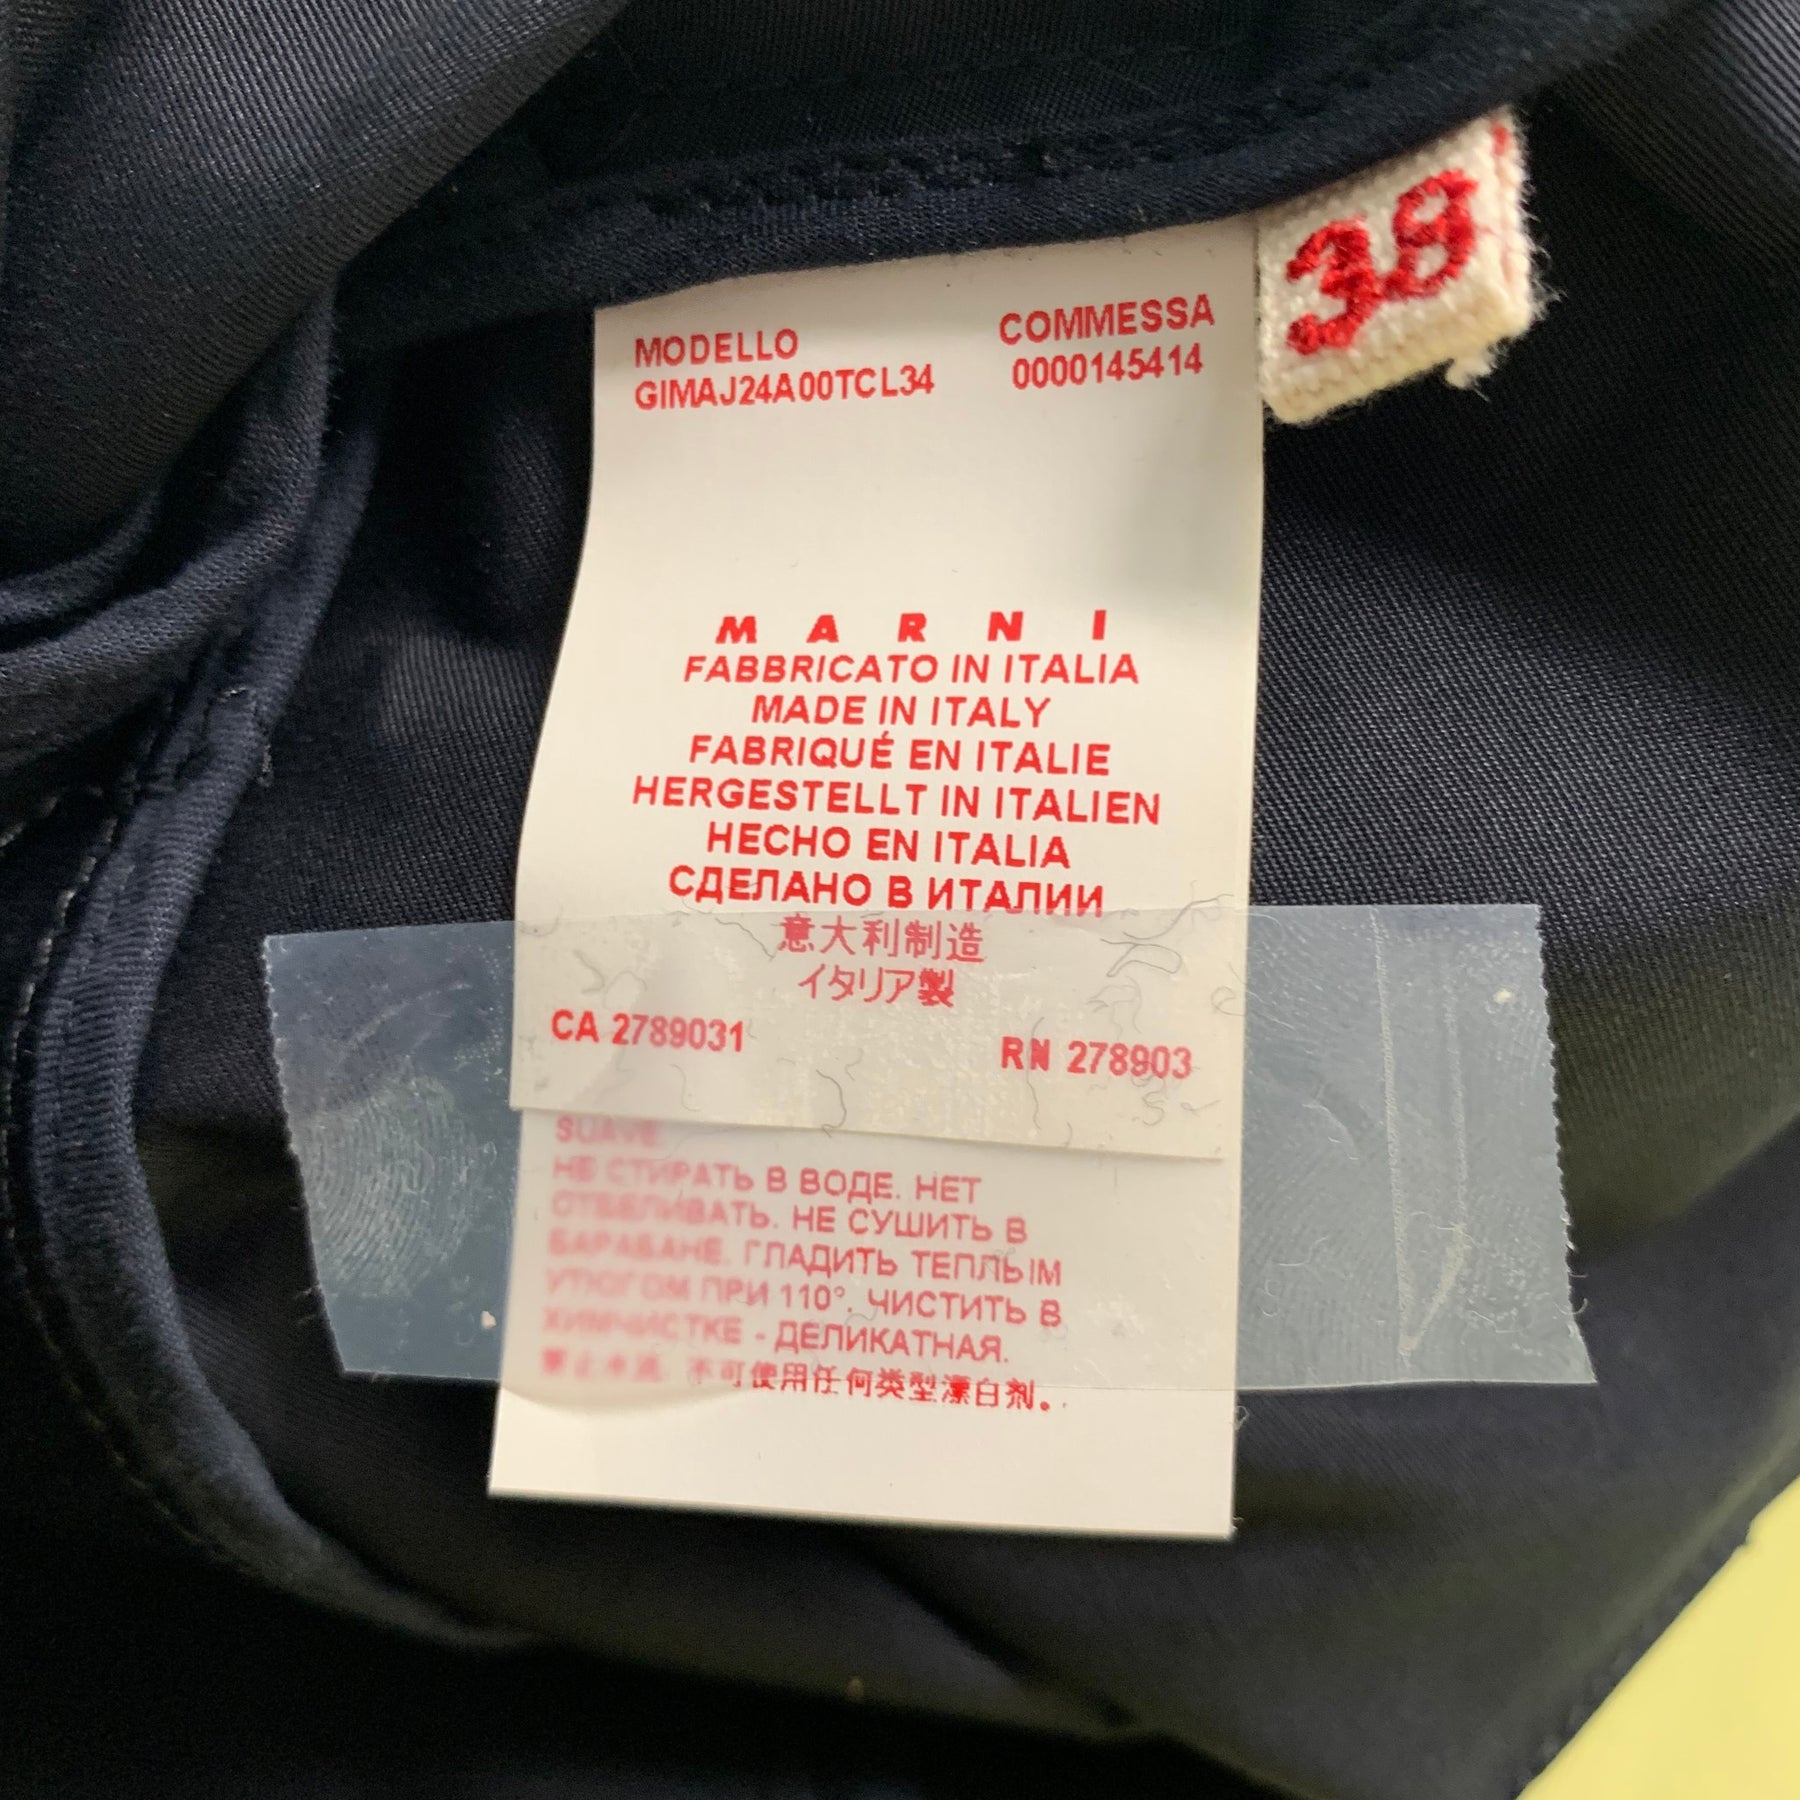 38
MODELLO
GIMAJ24A00TCL34
COMMESSA
0000145414
MARNI
FABBRICATO IN ITALIA
MADE IN ITALY
FABRIQUÉ EN ITALIE
HERGESTELLT IN ITALIEN
HECHO EN ITALIA
СДЕЛАНО В ИТАЛИИ
意大利制造
イタリア製
CA 2789031
RN 278903
SUAVE.
НЕ СТИРАТЬ В ВОДЕ. НЕТ
ОТБЕЛИВАТЬ. НЕ СУШИТЬ В
БАРАБАНЕ. ГЛАДИТЬ ТЕПЛЫМ
УТЮГОМ ПРИ 110°. ЧИСТИТЬ В
ХИМЧИСТКЕ - ДЕЛИКАТНАЯ.
不可使用任何类型漂白剂。